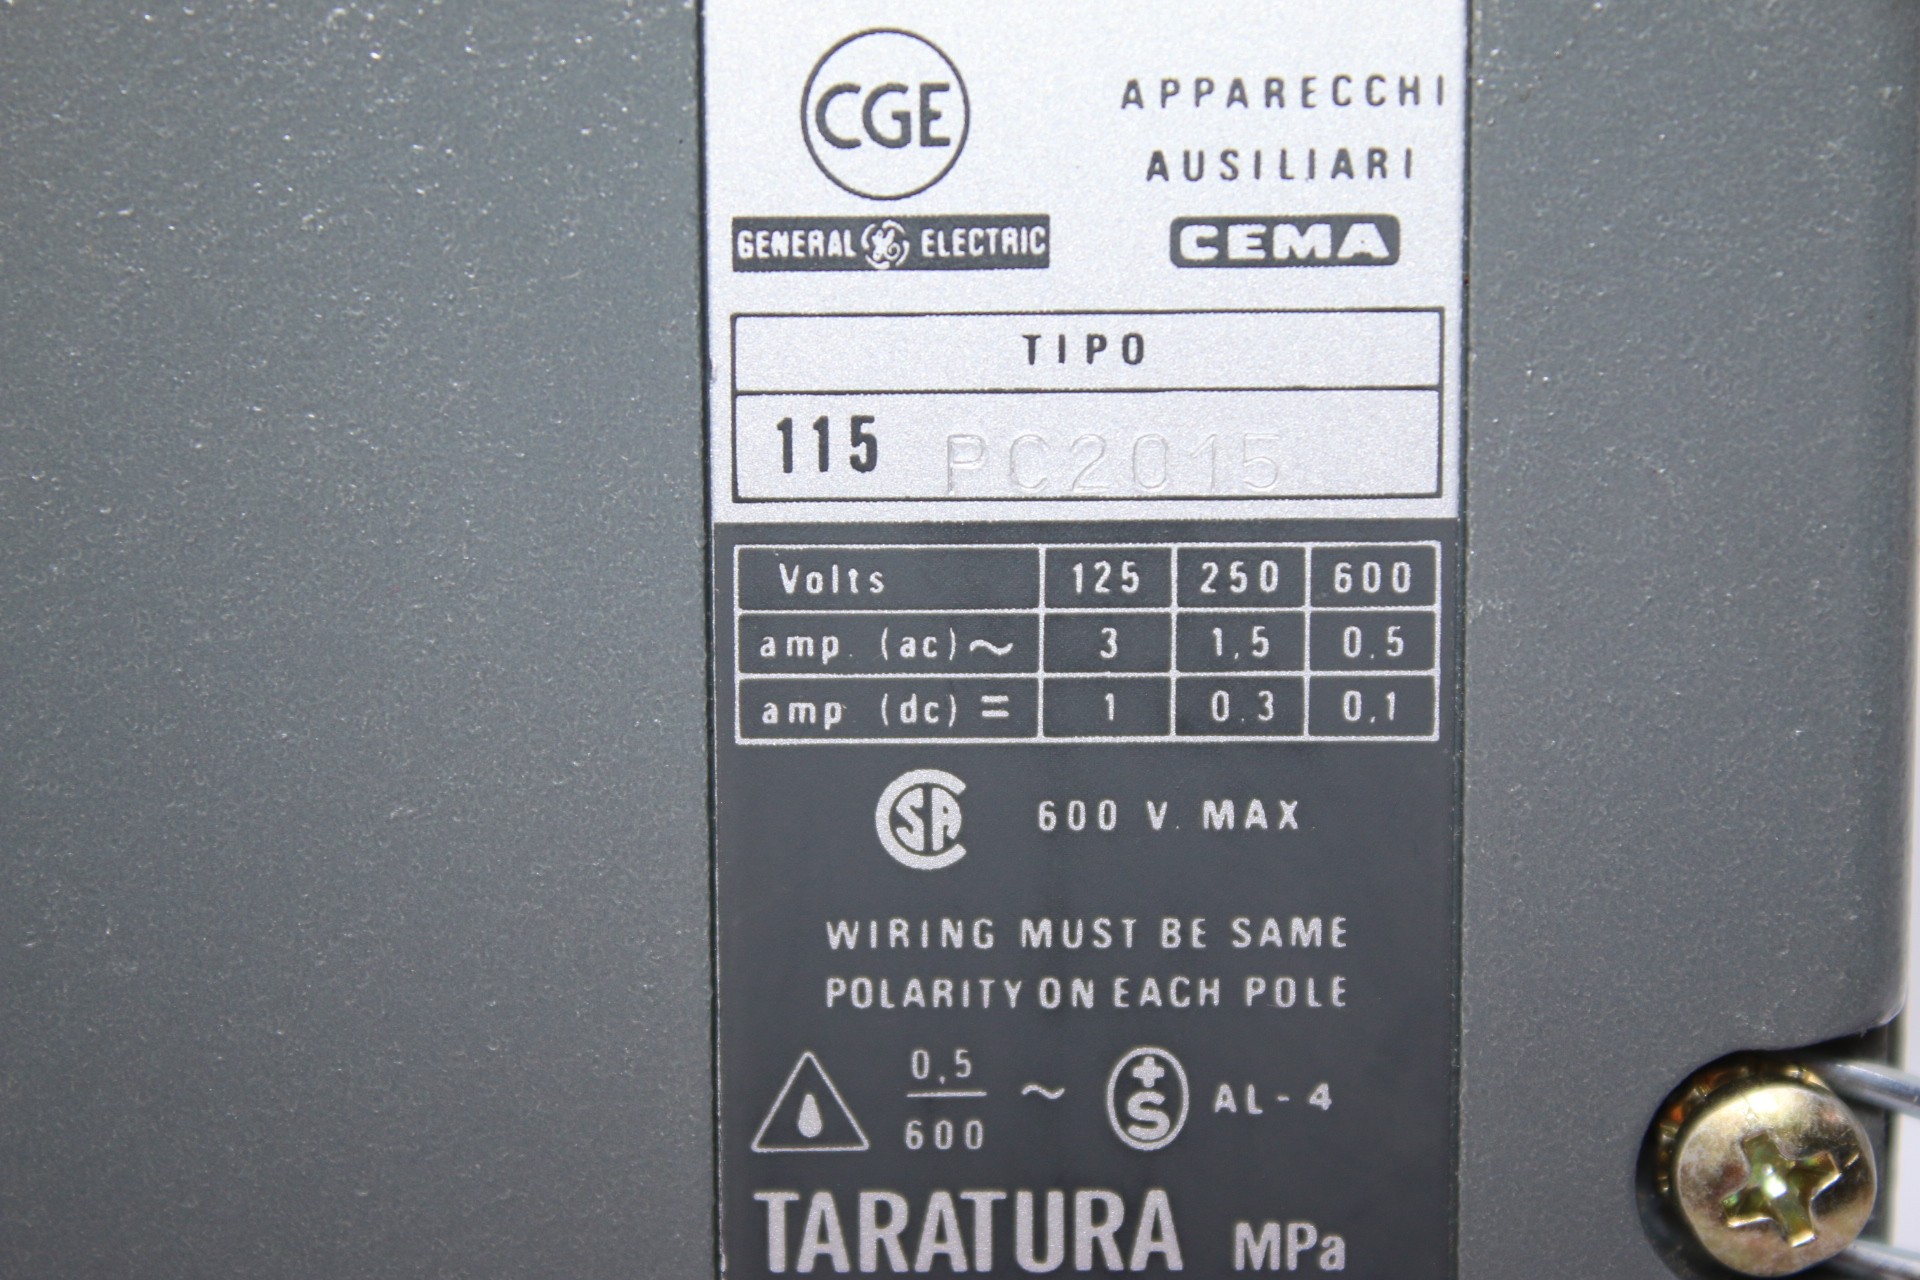 CGE
APPARECCHI
AUSILIARI
GENERAL GE ELECTRIC
CEMA
TIPO
115 PC2015
Volts 125 250 600
amp. (ac) ~ 3 1,5 0.5
amp (dc) = 1 0.3 0,1
CSA 600 V. MAX
WIRING MUST BE SAME
POLARITY ON EACH POLE
0,5
600 ~ +S AL-4
TARATURA MPa